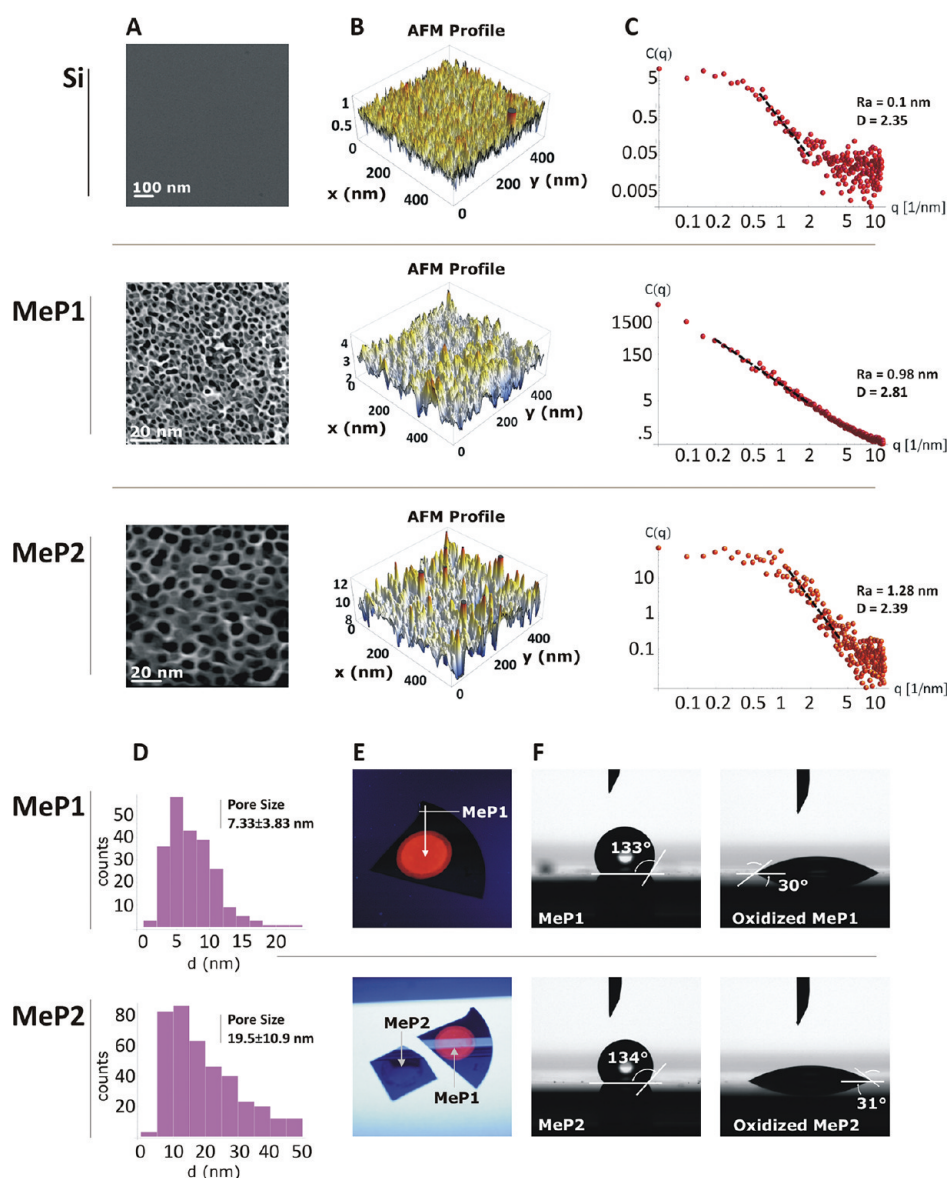 A
B
C
Si
100 nm
AFM Profile
1
0.5
0
200
400
x (nm)
0
200
400
y (nm)
C(q)
5
0.5
0.05
0.005
0.1 0.2 0.5 1 2 5 10
q [1/nm]
Ra = 0.1 nm
D = 2.35
MeP1
20 nm
AFM Profile
4
3
2
0
200
400
x (nm)
0
200
400
y (nm)
C(q)
1500
150
5
.5
0.1 0.2 0.5 1 2 5 10
q [1/nm]
Ra = 0.98 nm
D = 2.81
MeP2
20 nm
AFM Profile
12
10
8
0
200
400
x (nm)
0
200
400
y (nm)
C(q)
10
1
0.1
0.1 0.2 0.5 1 2 5 10
q [1/nm]
Ra = 1.28 nm
D = 2.39
D
E
F
MeP1
counts
50
40
30
20
10
0 5 10 15 20
d (nm)
Pore Size
7.33±3.83 nm
MeP1
133°
MeP1
30°
Oxidized MeP1
MeP2
counts
80
60
40
20
0 10 20 30 40 50
d (nm)
Pore Size
19.5±10.9 nm
MeP2
MeP1
134°
MeP2
31°
Oxidized MeP2